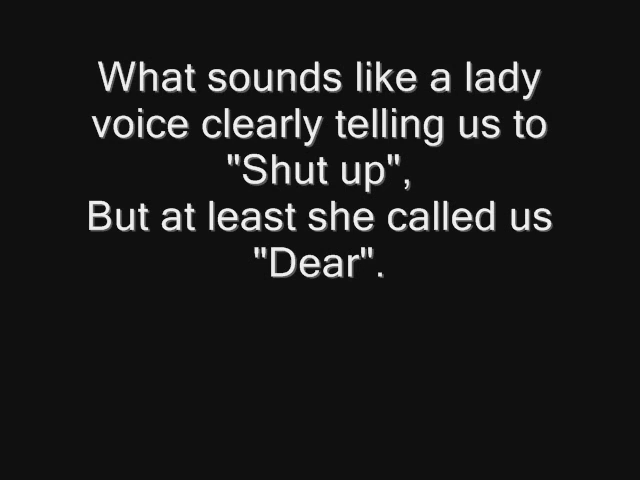 What sounds like a lady
voice clearly telling us to
"Shut up",
But at least she called us
"Dear".